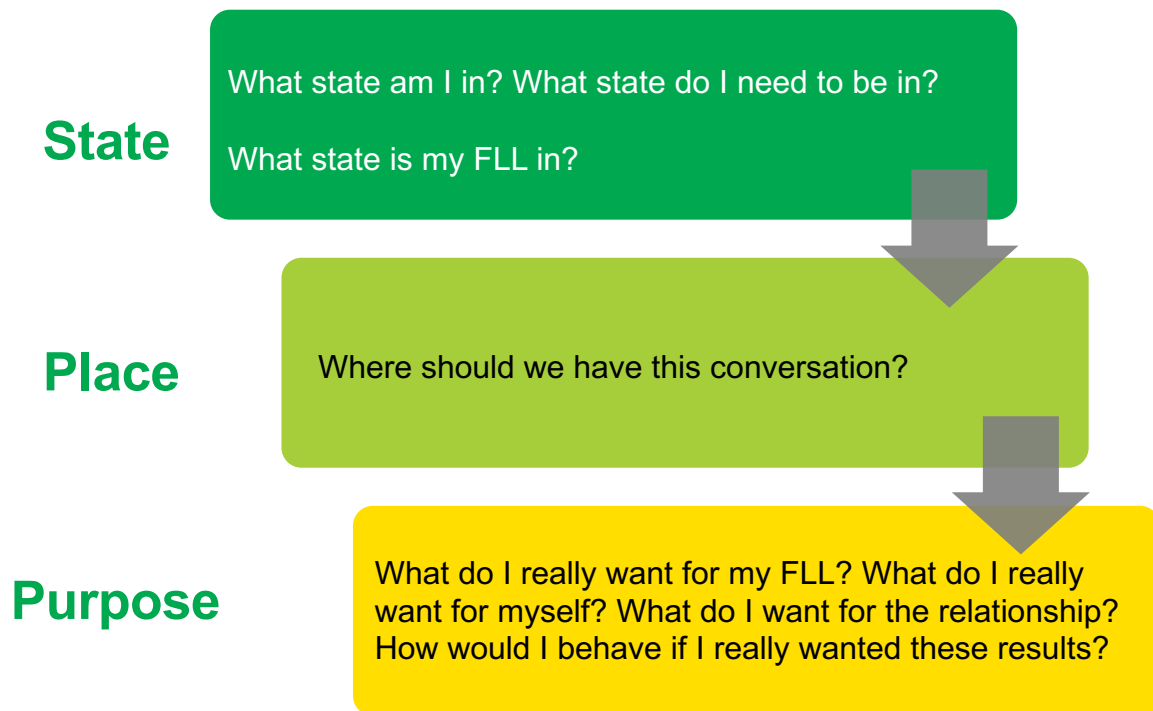 State
What state am I in? What state do I need to be in?
What state is my FLL in?
Place
Where should we have this conversation?
Purpose
What do I really want for my FLL? What do I really
want for myself? What do I want for the relationship?
How would I behave if I really wanted these results?